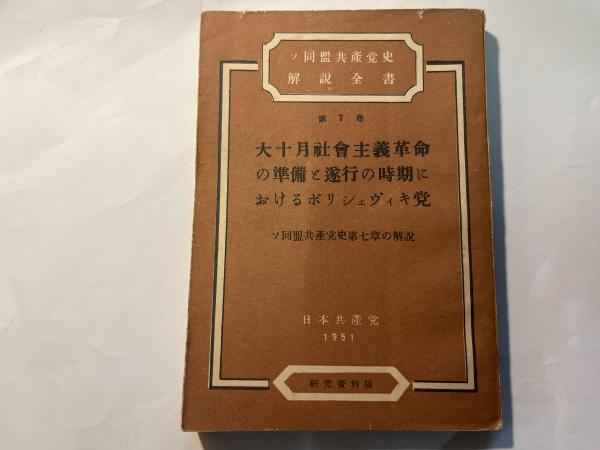 ソ同盟共產党史
解説全書
第7巻
大十月社會主義革命
の準備と遂行の時期に
おけるボリシェヴィキ党
ソ同盟共產党史第七章の解説
日本共產党
1951
研究資料版